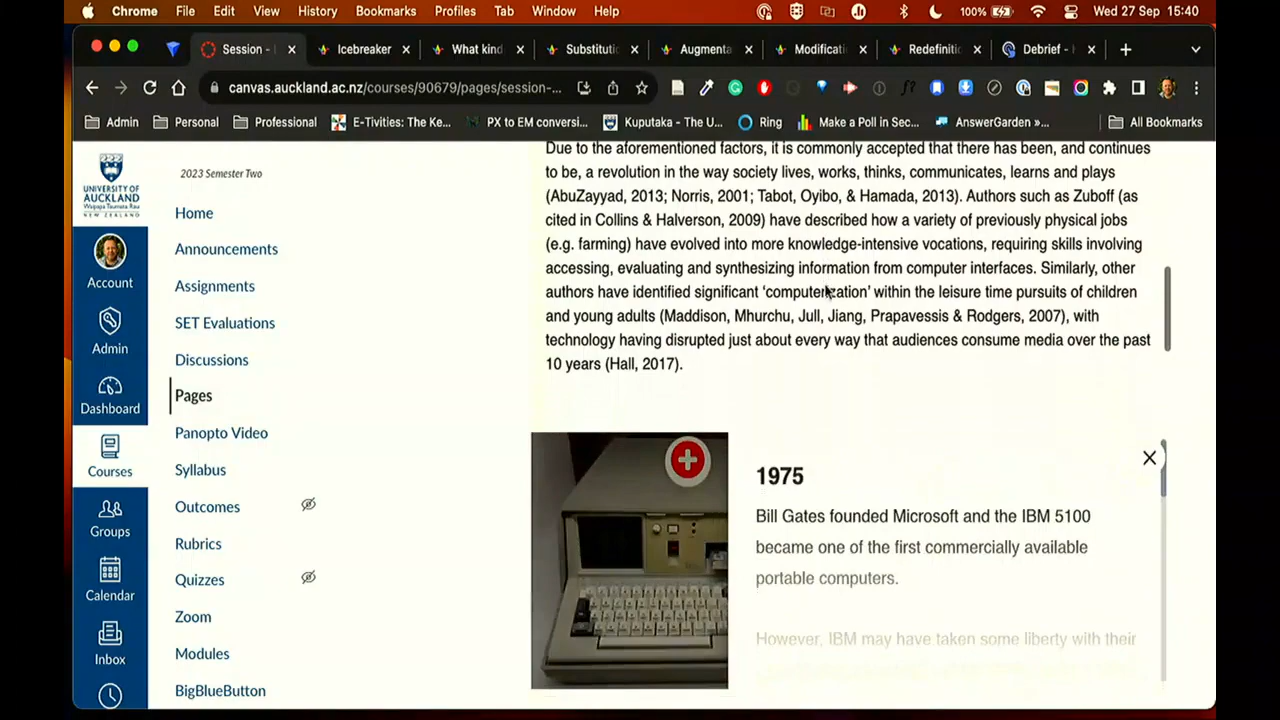 Chrome File Edit View History Bookmarks Profiles Tab Window Help 100% Wed 27 Sep 15:40
Session - Icebreaker What kind Substitutio Augmenta Modificati Redefinitio Debrief -
canvas.auckland.ac.nz/courses/90679/pages/session-...
Admin Personal Professional E-Tivities: The Ke... PX to EM conversi... Kuputaka - The U... Ring Make a Poll in Sec... AnswerGarden »... All Bookmarks
UNIVERSITY OF
AUCKLAND
Waipapa Taumata Rau
NEW ZEALAND
Account
Admin
Dashboard
Courses
Groups
Calendar
Inbox
2023 Semester Two
Home
Announcements
Assignments
SET Evaluations
Discussions
Pages
Panopto Video
Syllabus
Outcomes
Rubrics
Quizzes
Zoom
Modules
BigBlueButton
Due to the aforementioned factors, it is commonly accepted that there has been, and continues
to be, a revolution in the way society lives, works, thinks, communicates, learns and plays
(AbuZayyad, 2013; Norris, 2001; Tabot, Oyibo, & Hamada, 2013). Authors such as Zuboff (as
cited in Collins & Halverson, 2009) have described how a variety of previously physical jobs
(e.g. farming) have evolved into more knowledge-intensive vocations, requiring skills involving
accessing, evaluating and synthesizing information from computer interfaces. Similarly, other
authors have identified significant ‘computerization’ within the leisure time pursuits of children
and young adults (Maddison, Mhurchu, Jull, Jiang, Prapavessis & Rodgers, 2007), with
technology having disrupted just about every way that audiences consume media over the past
10 years (Hall, 2017).
1975
Bill Gates founded Microsoft and the IBM 5100
became one of the first commercially available
portable computers.
However, IBM may have taken some liberty with their